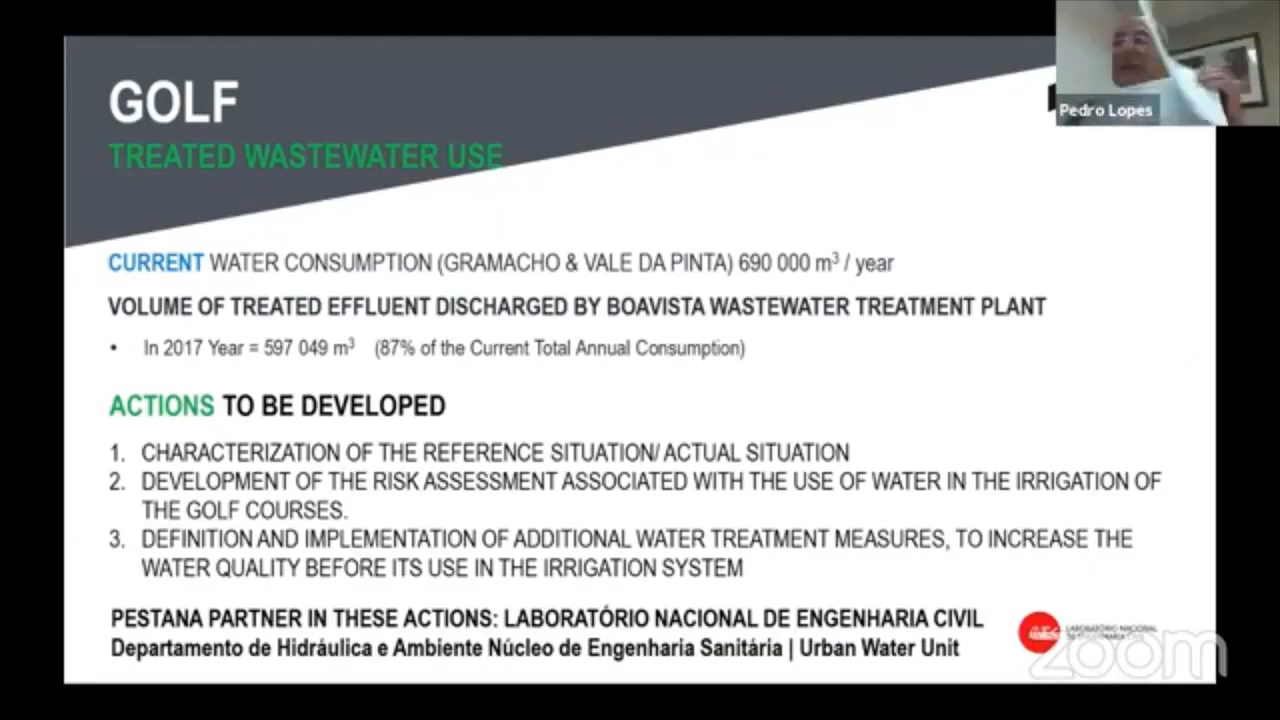 Pedro Lopes
GOLF
TREATED WASTEWATER USE
CURRENT WATER CONSUMPTION (GRAMACHO & VALE DA PINTA) 690 000 m³ / year
VOLUME OF TREATED EFFLUENT DISCHARGED BY BOAVISTA WASTEWATER TREATMENT PLANT
• In 2017 Year = 597 049 m³ (87% of the Current Total Annual Consumption)
ACTIONS TO BE DEVELOPED
1. CHARACTERIZATION OF THE REFERENCE SITUATION/ ACTUAL SITUATION
2. DEVELOPMENT OF THE RISK ASSESSMENT ASSOCIATED WITH THE USE OF WATER IN THE IRRIGATION OF
THE GOLF COURSES.
3. DEFINITION AND IMPLEMENTATION OF ADDITIONAL WATER TREATMENT MEASURES, TO INCREASE THE
WATER QUALITY BEFORE ITS USE IN THE IRRIGATION SYSTEM
PESTANA PARTNER IN THESE ACTIONS: LABORATÓRIO NACIONAL DE ENGENHARIA CIVIL
Departamento de Hidráulica e Ambiente Núcleo de Engenharia Sanitária | Urban Water Unit
LABORATÓRIO NACIONAL
zoom